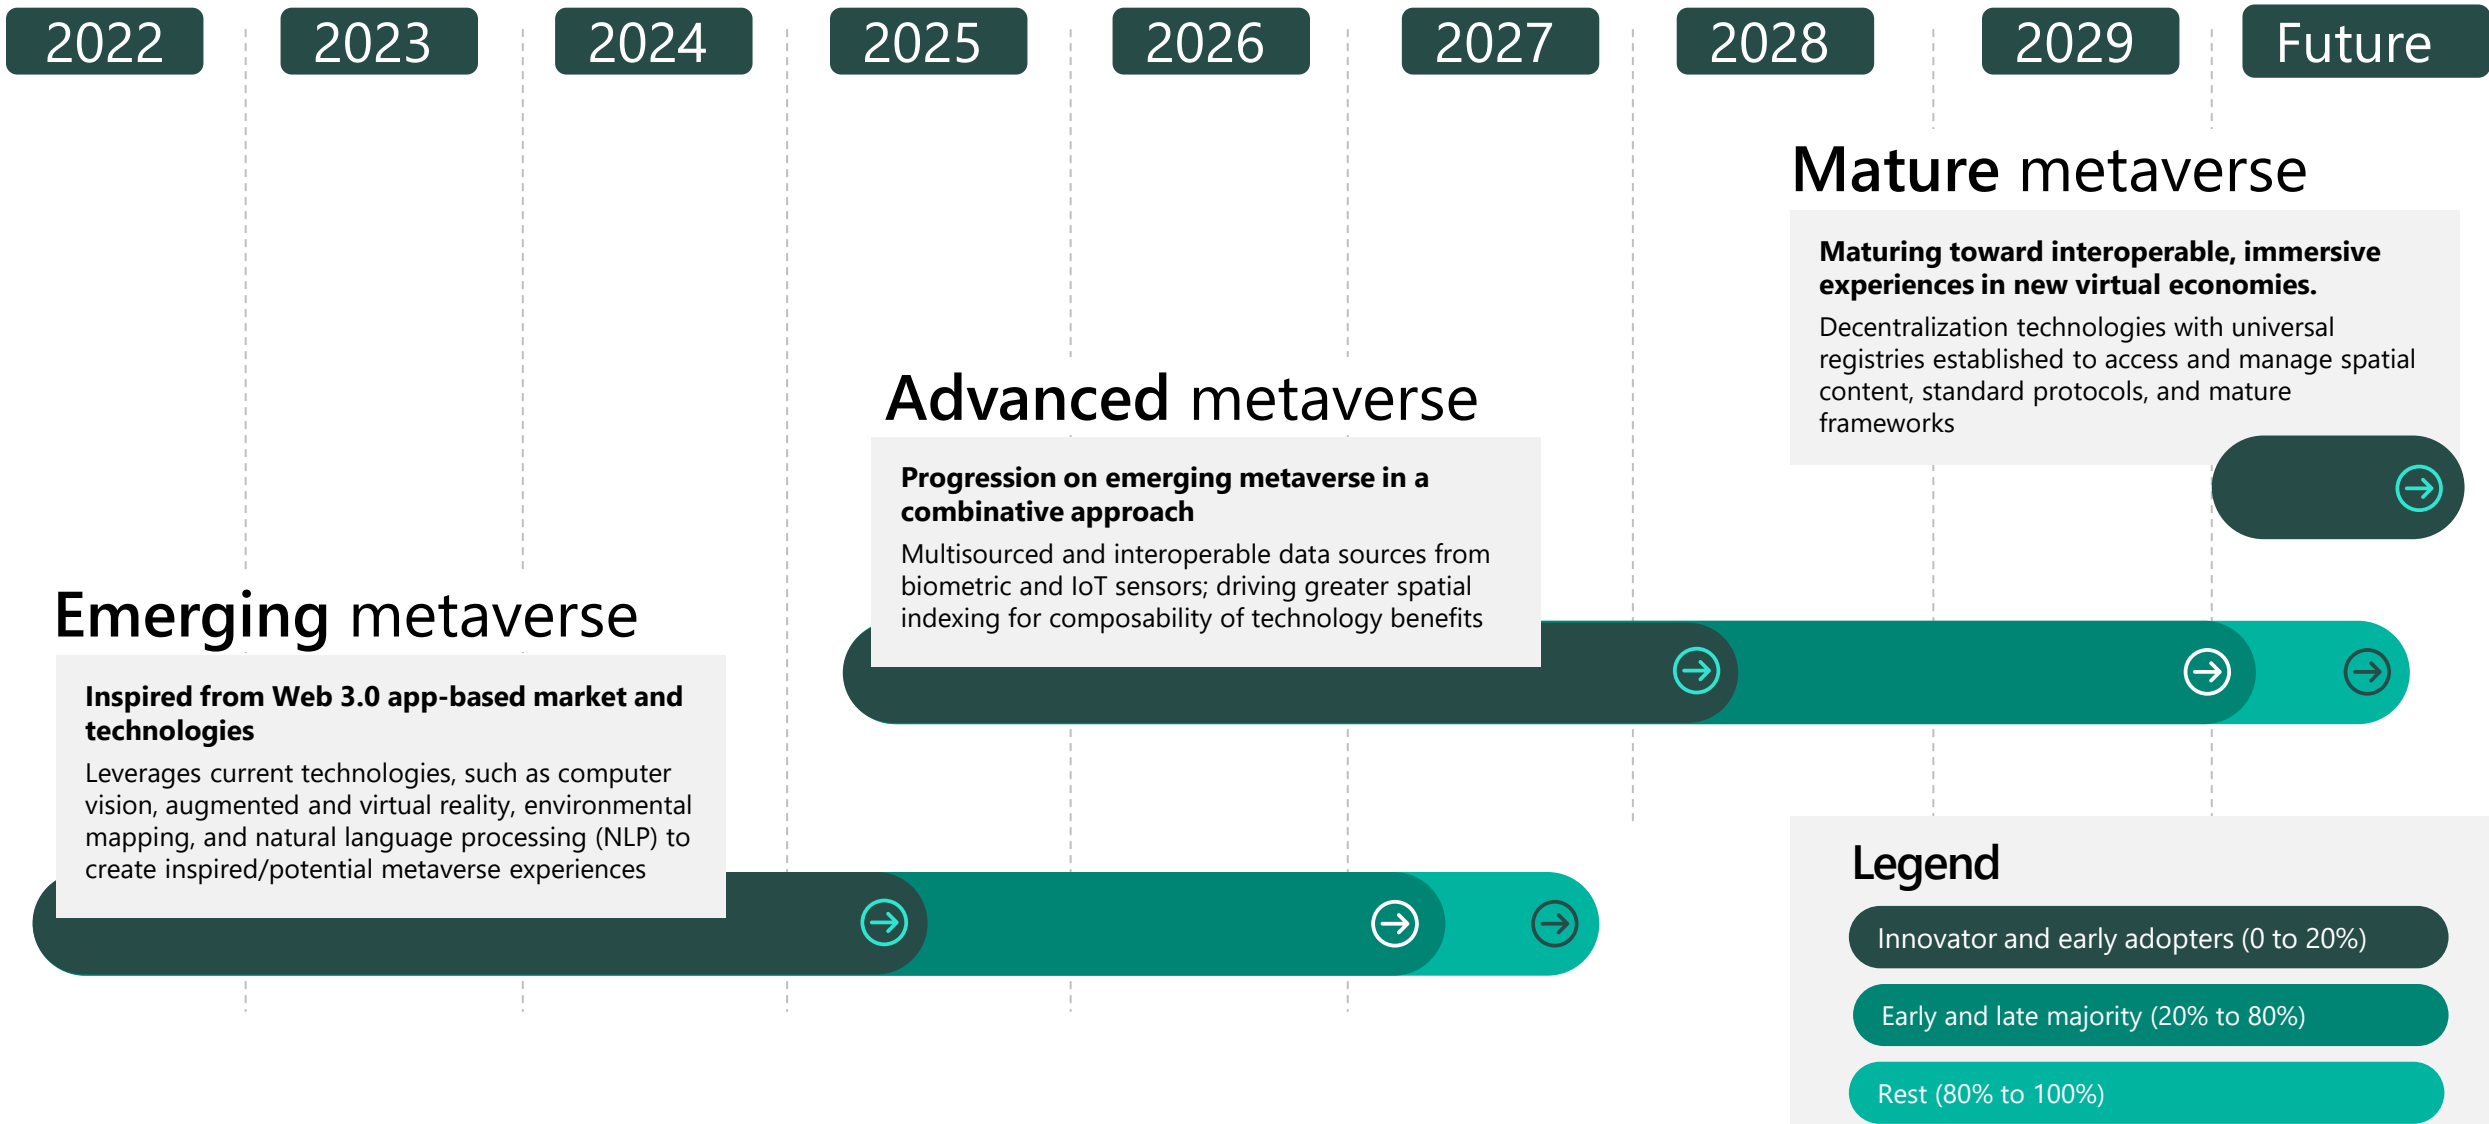 2022
2023
2024
2025
2026
2027
2028
2029
Future
Mature metaverse
Maturing toward interoperable, immersive
experiences in new virtual economies.
Decentralization technologies with universal
registries established to access and manage spatial
content, standard protocols, and mature
frameworks
Advanced metaverse
Progression on emerging metaverse in a
combinative approach
Multisourced and interoperable data sources from
biometric and IoT sensors; driving greater spatial
indexing for composability of technology benefits
Emerging metaverse
Inspired from Web 3.0 app-based market and
technologies
Leverages current technologies, such as computer
vision, augmented and virtual reality, environmental
mapping, and natural language processing (NLP) to
create inspired/potential metaverse experiences
Legend
Innovator and early adopters (0 to 20%)
Early and late majority (20% to 80%)
Rest (80% to 100%)